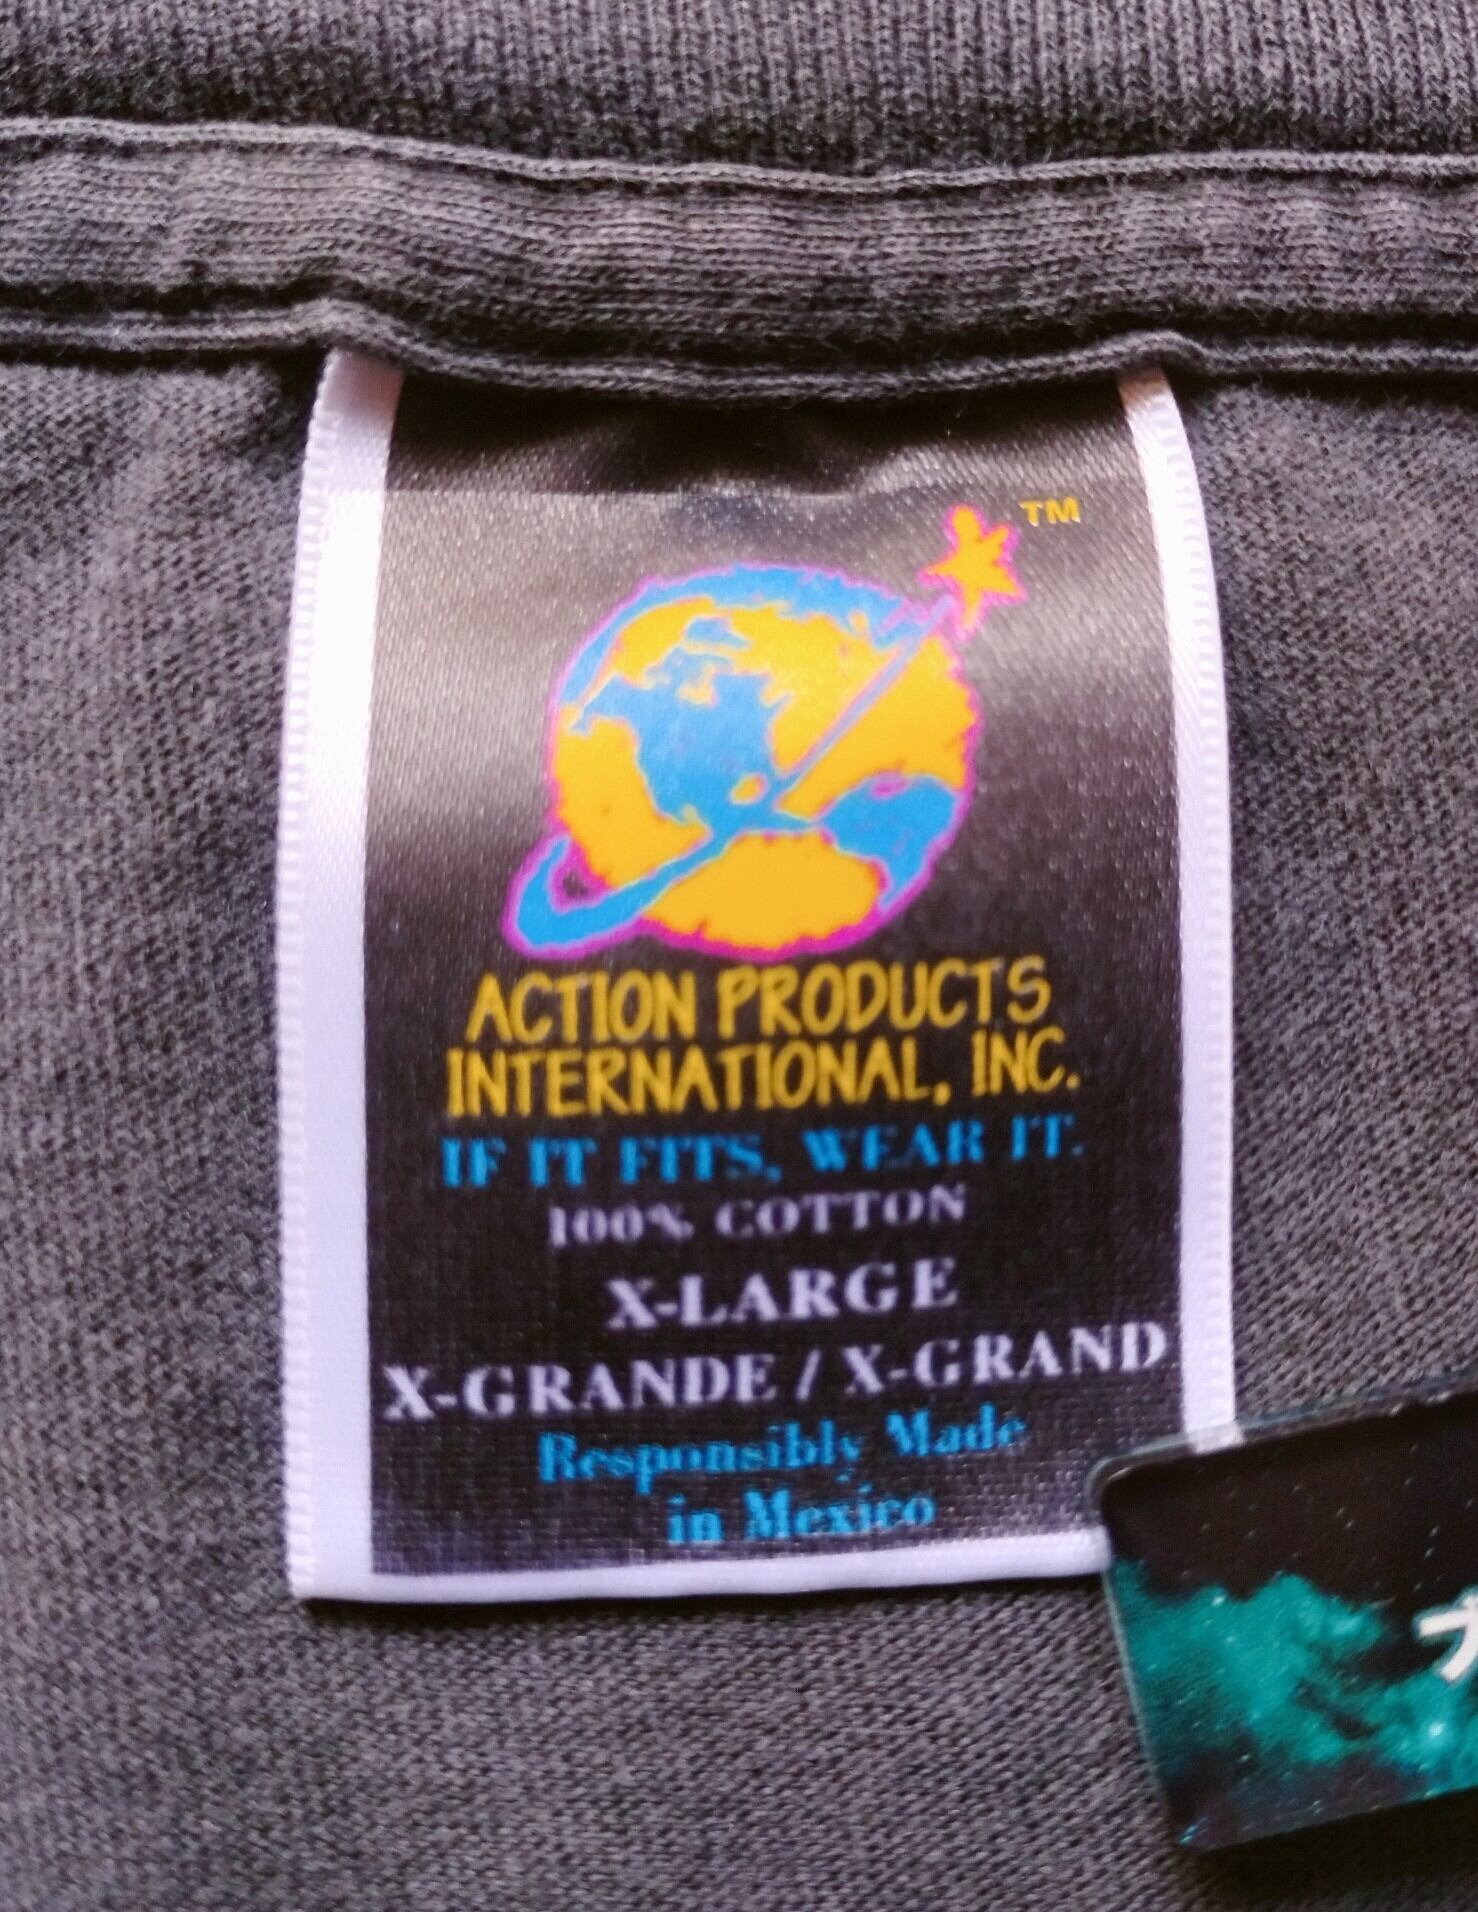 TM
ACTION PRODUCTS
INTERNATIONAL, INC.
IF IT FITS, WEAR IT.
100% COTTON
X-LARGE
X-GRANDE / X-GRAND
Responsibly Made
in Mexico